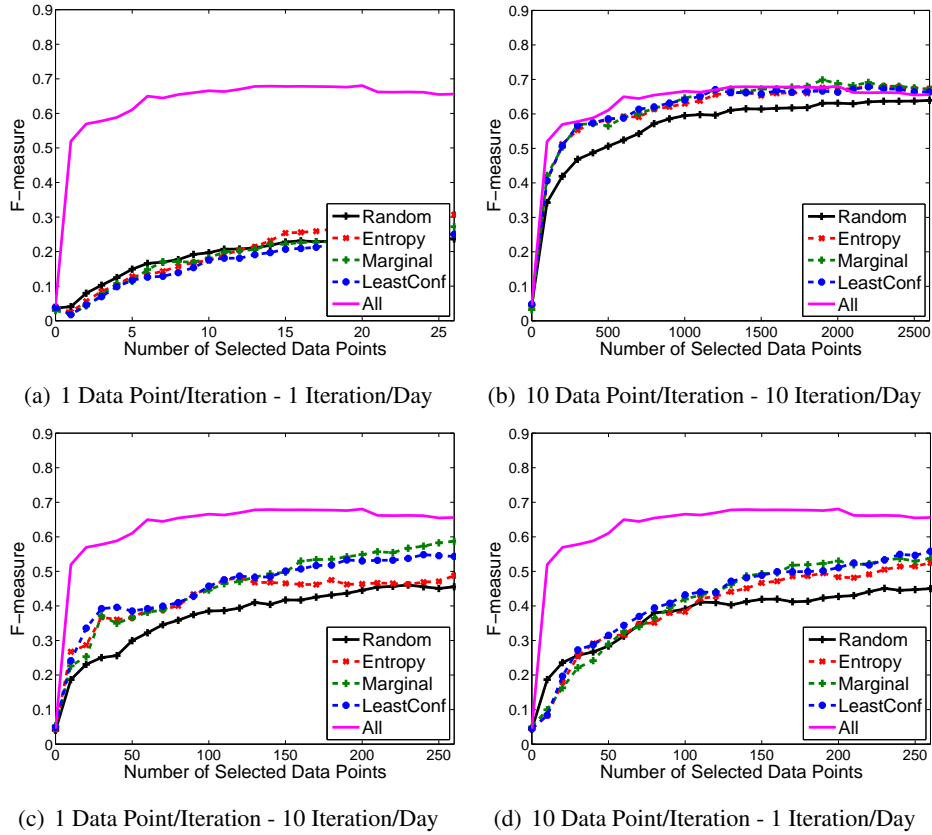 0.9
0.8
0.7
0.6
0.5
0.4
0.3
0.2
0.1
0
F-measure
Random
Entropy
Marginal
LeastConf
All
0 5 10 15 20 25
Number of Selected Data Points
(a) 1 Data Point/Iteration - 1 Iteration/Day
0.9
0.8
0.7
0.6
0.5
0.4
0.3
0.2
0.1
0
F-measure
Random
Entropy
Marginal
LeastConf
All
0 500 1000 1500 2000 2500
Number of Selected Data Points
(b) 10 Data Point/Iteration - 10 Iteration/Day
0.9
0.8
0.7
0.6
0.5
0.4
0.3
0.2
0.1
0
F-measure
Random
Entropy
Marginal
LeastConf
All
0 50 100 150 200 250
Number of Selected Data Points
(c) 1 Data Point/Iteration - 10 Iteration/Day
0.9
0.8
0.7
0.6
0.5
0.4
0.3
0.2
0.1
0
F-measure
Random
Entropy
Marginal
LeastConf
All
0 50 100 150 200 250
Number of Selected Data Points
(d) 10 Data Point/Iteration - 1 Iteration/Day